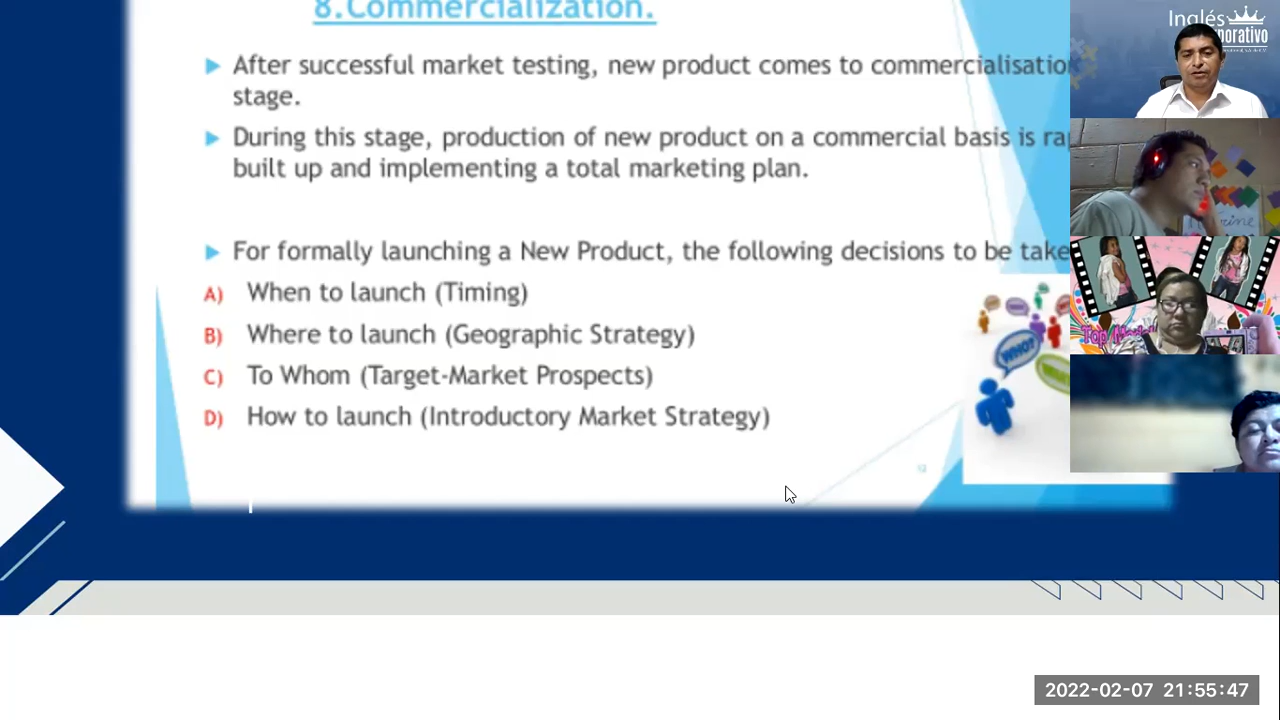 8.Commercialization.
Inglés
After successful market testing, new product comes to commercialisatio
stage.
During this stage, production of new product on a commercial basis is ra
built up and implementing a total marketing plan.
For formally launching a New Product, the following decisions to be take
A) When to launch (Timing)
B) Where to launch (Geographic Strategy)
C) To Whom (Target-Market Prospects)
D) How to launch (Introductory Market Strategy)
WHO?
2022-02-07 21:55:47